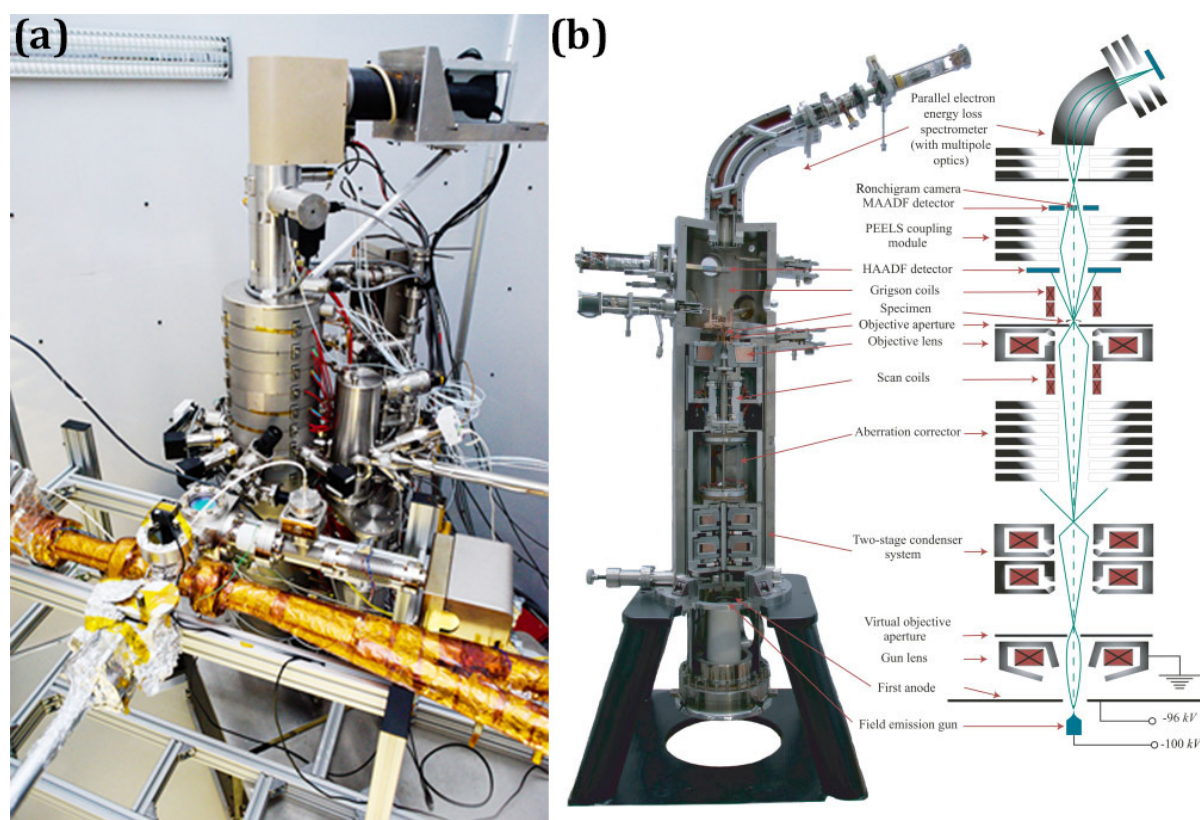 (a)
(b)
Parallel electron
energy loss
spectrometer
(with multipole
optics)
Ronchigram camera
MAADF detector
PEELS coupling
module
HAADF detector
Grigson coils
Specimen
Objective aperture
Objective lens
Scan coils
Aberration corrector
Two-stage condenser
system
Virtual objective
aperture
Gun lens
First anode
Field emission gun
-96 kV
-100 kV